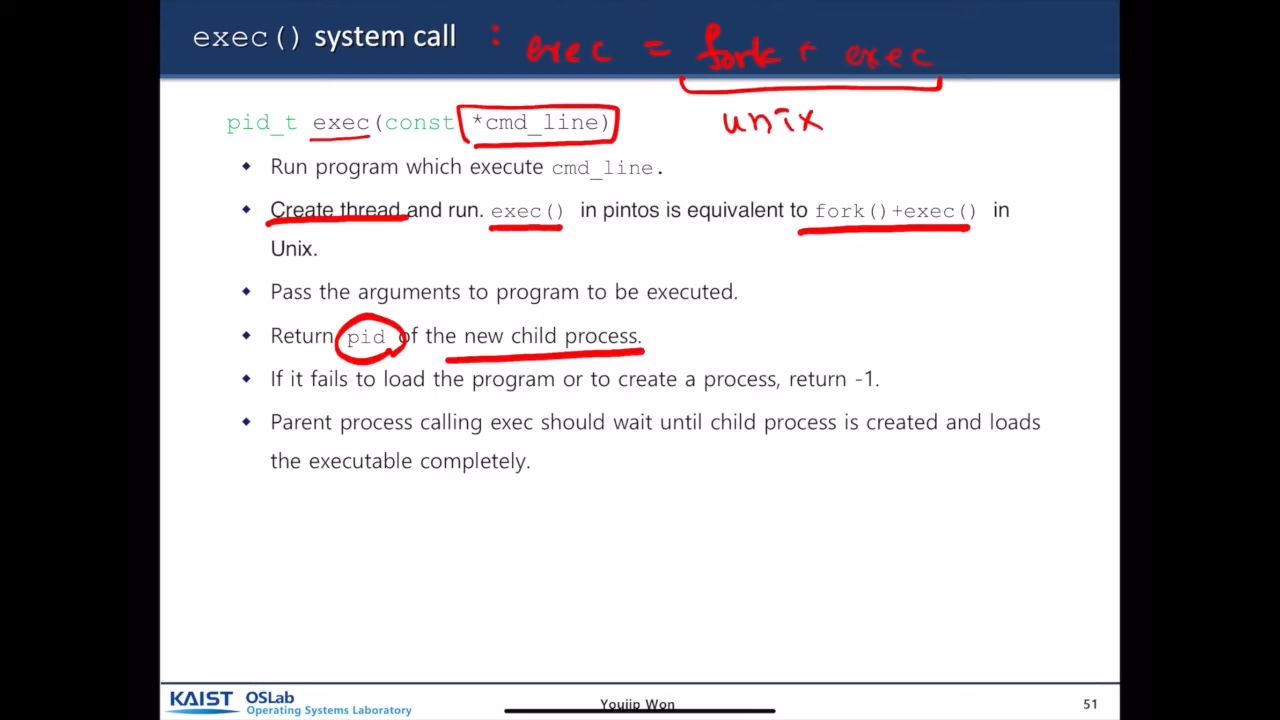 exec() system call : exec = fork + exec
unix
pid_t exec(const *cmd_line)
◆ Run program which execute cmd_line.
◆ Create thread and run. exec() in pintos is equivalent to fork()+exec() in
Unix.
◆ Pass the arguments to program to be executed.
◆ Return pid of the new child process.
◆ If it fails to load the program or to create a process, return -1.
◆ Parent process calling exec should wait until child process is created and loads
the executable completely.
KAIST OSLab
Operating Systems Laboratory
Youjip Won
51